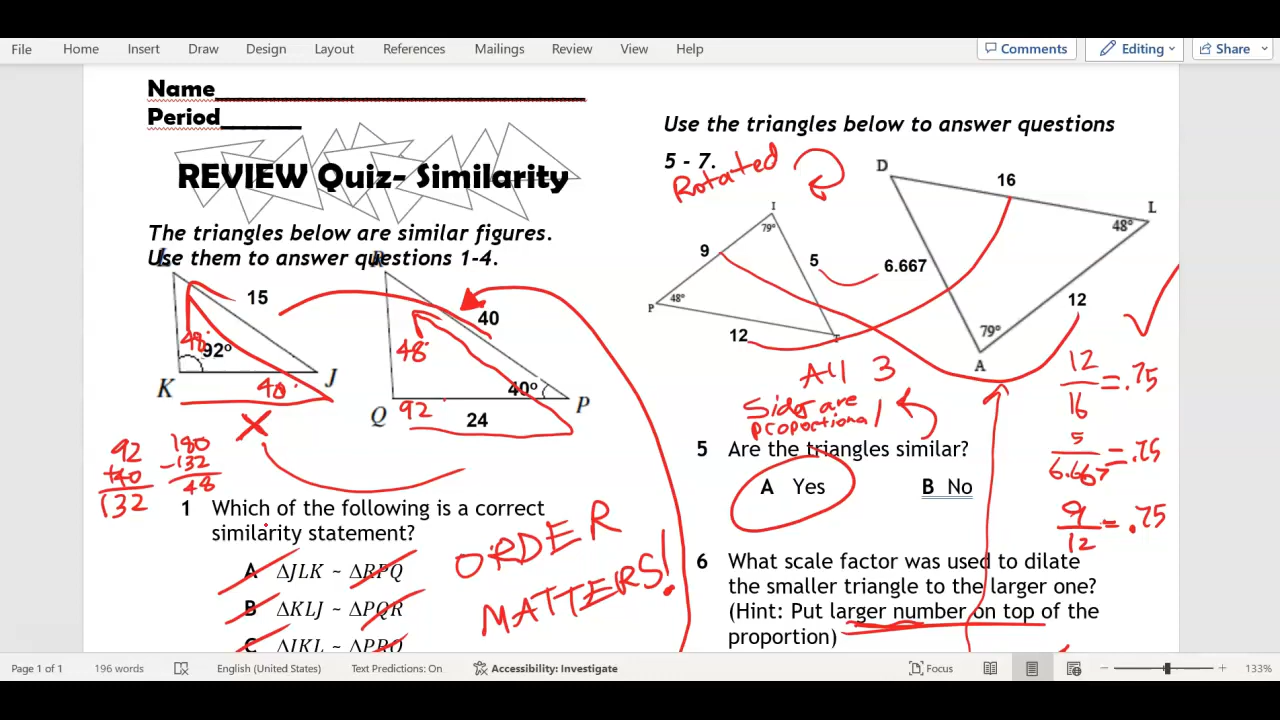 File Home Insert Draw Design Layout References Mailings Review View Help Comments Editing Share
Name
Period
REVIEW Quiz- Similarity
The triangles below are similar figures.
Use them to answer questions 1-4.
L
15
48°
92°
K
40°
J
R
40
48°
40°
Q
92
24
P
92
+40
132
180
-132
48
1 Which of the following is a correct
similarity statement?
A ΔJLK ~ ΔRPQ
B ΔKLJ ~ ΔPQR
C ΔJKL ~ ΔPRQ
ORDER
MATTERS!
Use the triangles below to answer questions
5 - 7.
Rotated
I
79°
9
5
P
48°
12
T
D
16
L
48°
6.667
12
79°
A
All 3
Sides are
proportional
12
16
=.75
5
6.667
=.75
9
12
=.75
5 Are the triangles similar?
A Yes B No
6 What scale factor was used to dilate
the smaller triangle to the larger one?
(Hint: Put larger number on top of the
proportion)
Page 1 of 1 196 words English (United States) Text Predictions: On Accessibility: Investigate Focus 133%